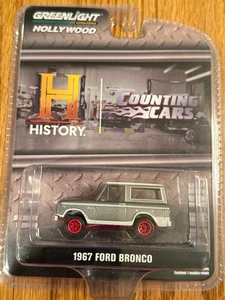 GREENLIGHT
HOLLYWOOD
H
HISTORY.
COUNTING
CARS
1967 FORD BRONCO